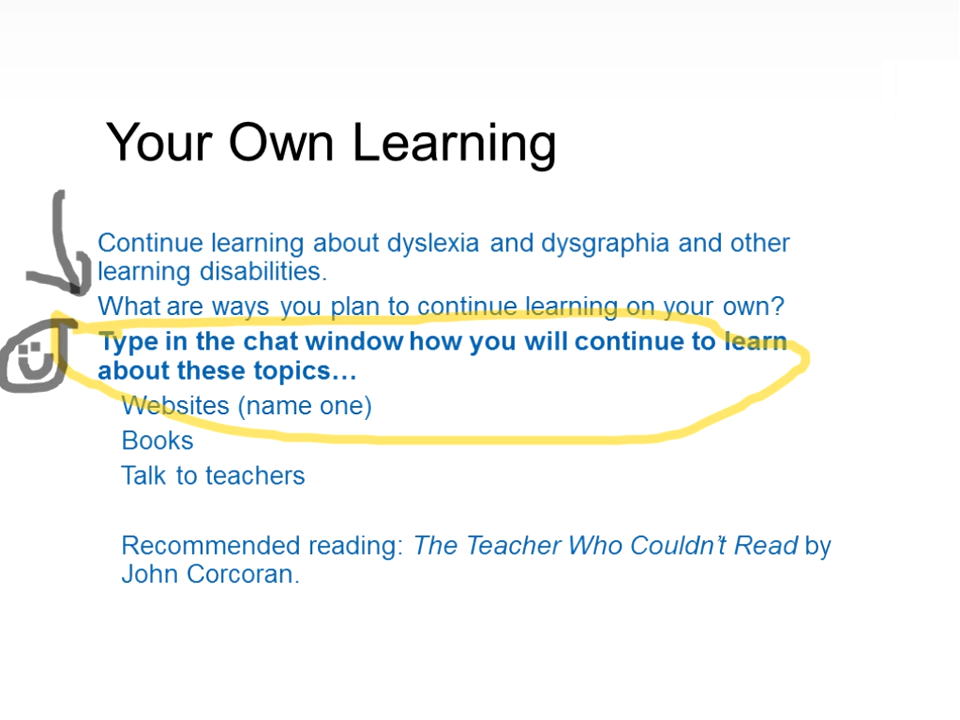 Your Own Learning
Continue learning about dyslexia and dysgraphia and other
learning disabilities.
What are ways you plan to continue learning on your own?
Type in the chat window how you will continue to learn
about these topics…
Websites (name one)
Books
Talk to teachers
Recommended reading: The Teacher Who Couldn’t Read by
John Corcoran.